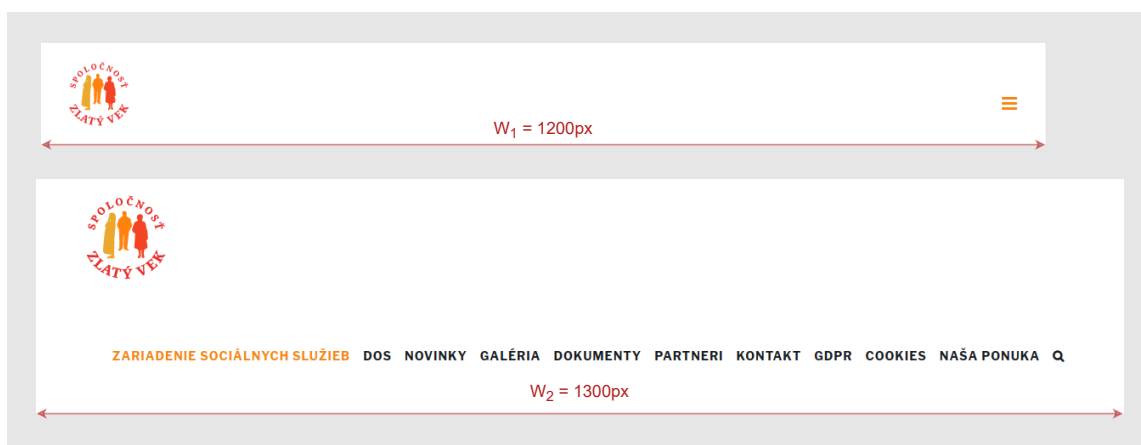 SPOLOČNOSŤ
ZLATÝ VEK
W1 = 1200px
SPOLOČNOSŤ
ZLATÝ VEK
ZARIADENIE SOCIÁLNYCH SLUŽIEB DOS NOVINKY GALÉRIA DOKUMENTY PARTNERI KONTAKT GDPR COOKIES NAŠA PONUKA
W2 = 1300px